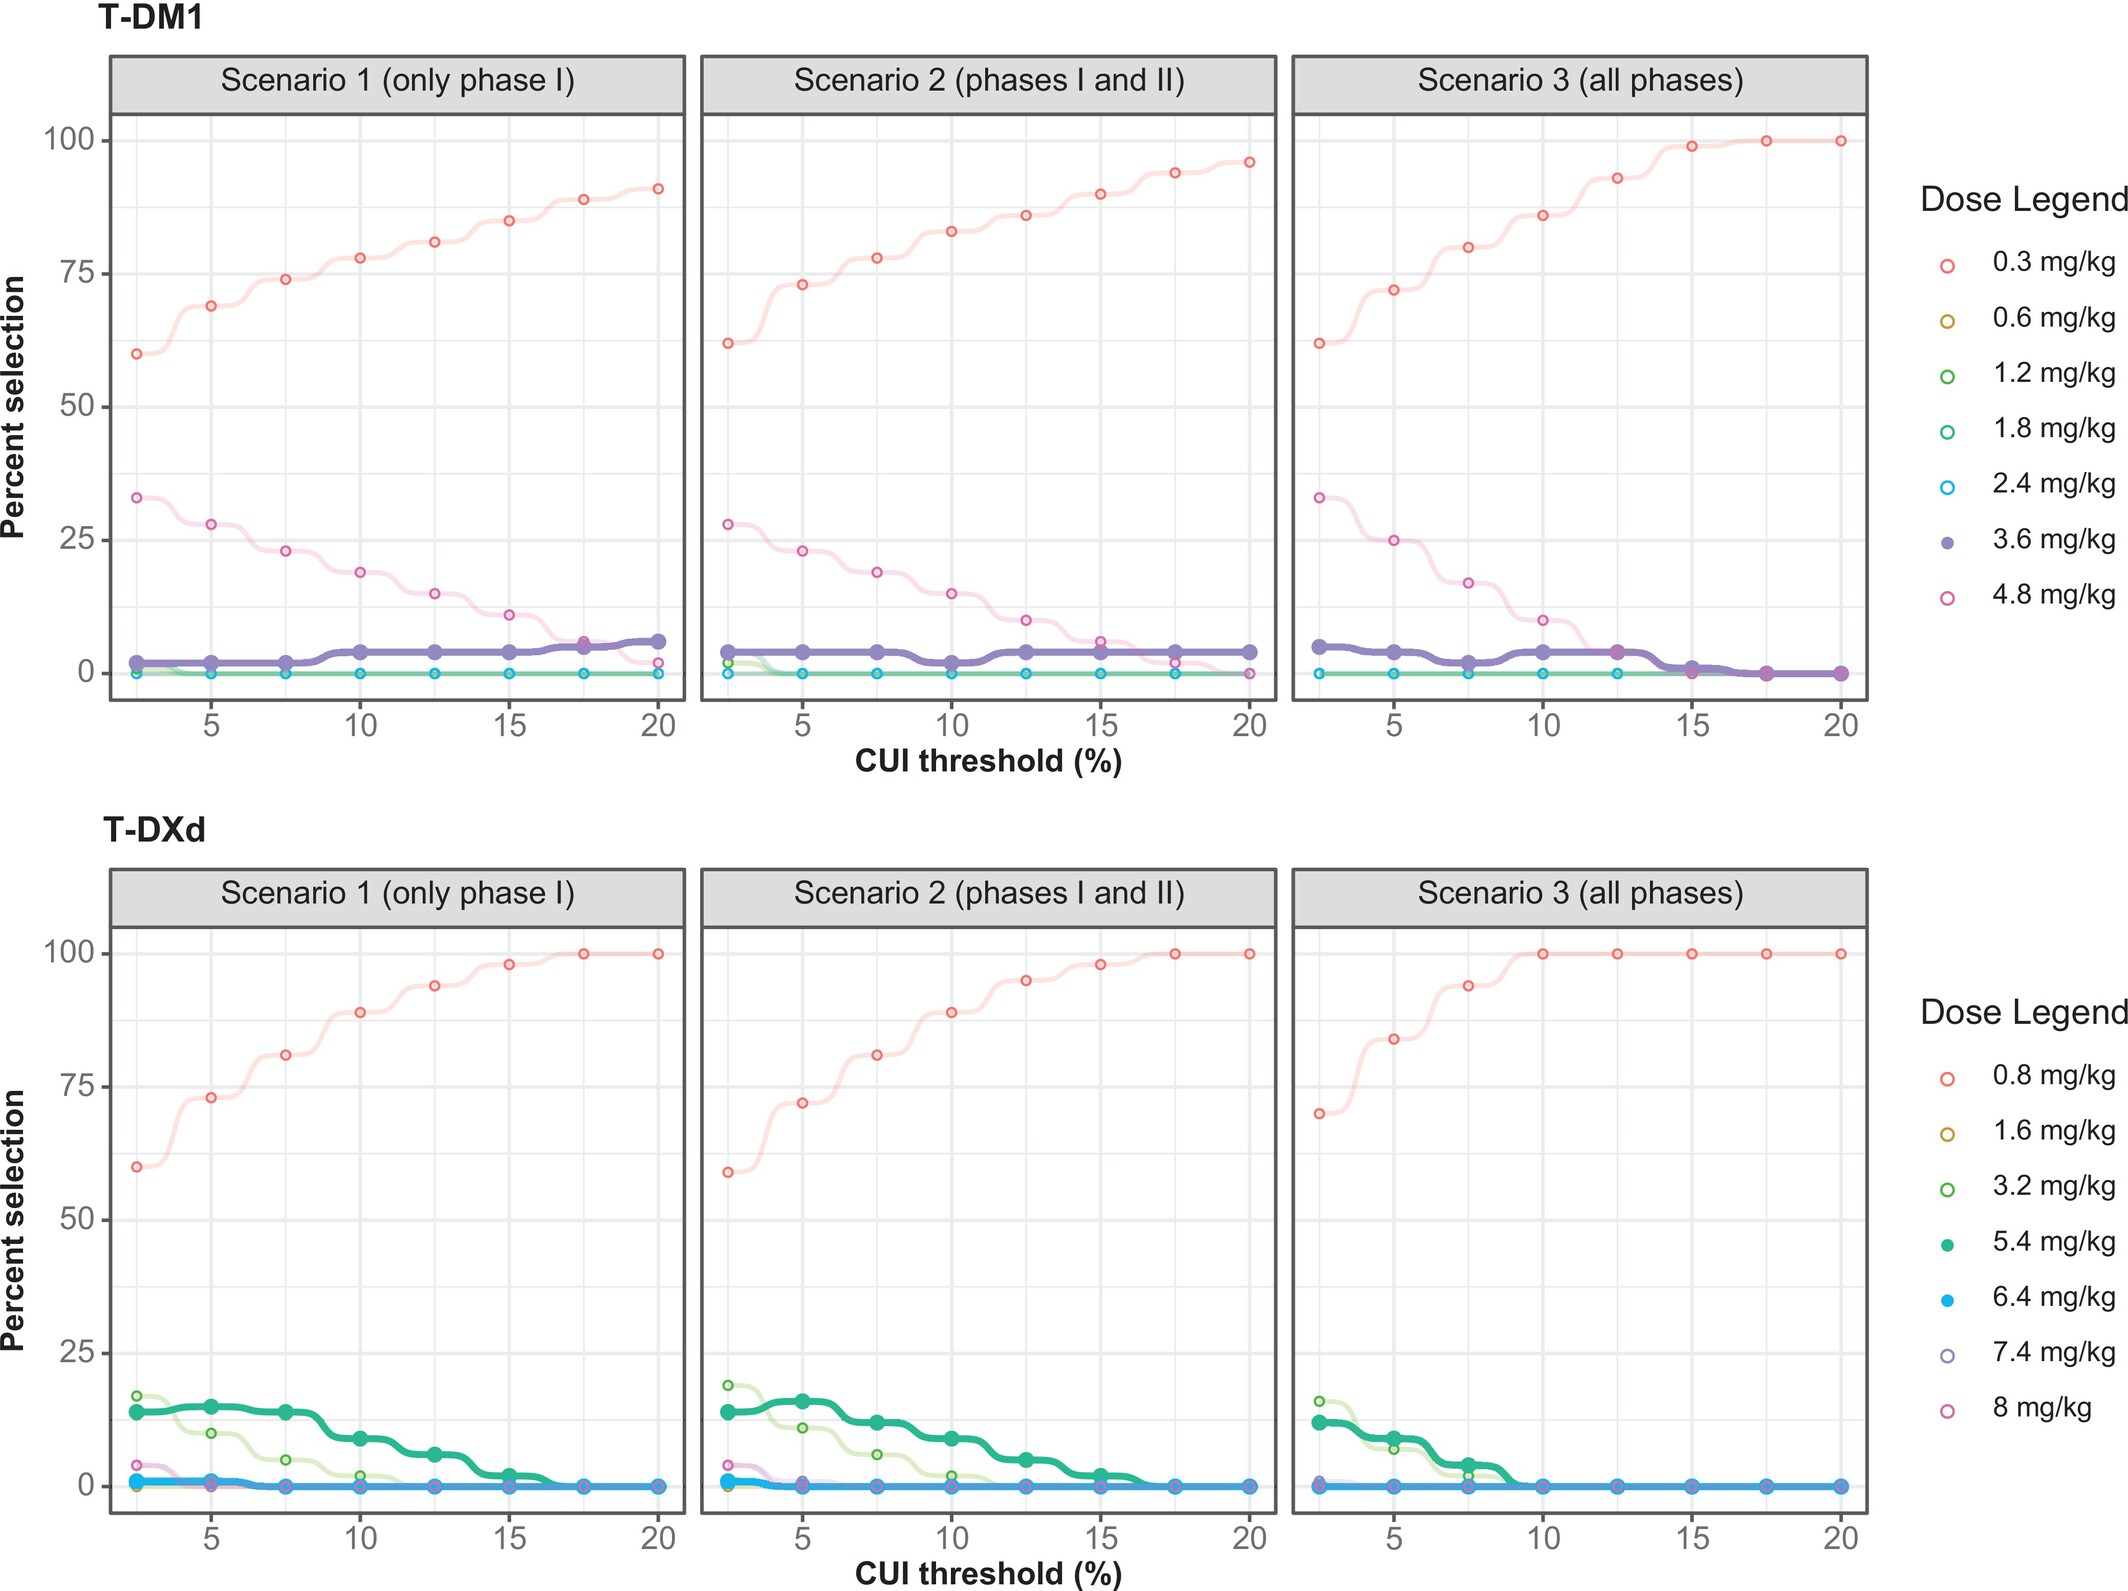 T-DM1
Scenario 1 (only phase I)
Scenario 2 (phases I and II)
Scenario 3 (all phases)
Percent selection
100
75
50
25
0
5 10 15 20
5 10 15 20
5 10 15 20
CUI threshold (%)
Dose Legend
0.3 mg/kg
0.6 mg/kg
1.2 mg/kg
1.8 mg/kg
2.4 mg/kg
3.6 mg/kg
4.8 mg/kg
T-DXd
Scenario 1 (only phase I)
Scenario 2 (phases I and II)
Scenario 3 (all phases)
Percent selection
100
75
50
25
0
5 10 15 20
5 10 15 20
5 10 15 20
CUI threshold (%)
Dose Legend
0.8 mg/kg
1.6 mg/kg
3.2 mg/kg
5.4 mg/kg
6.4 mg/kg
7.4 mg/kg
8 mg/kg